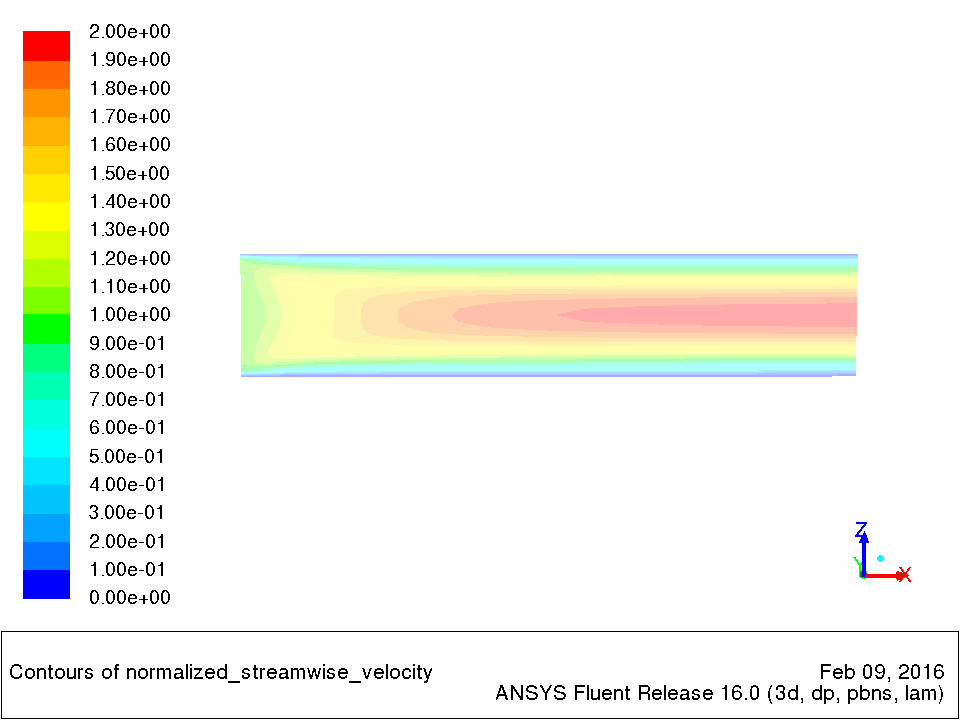 2.00e+00
1.90e+00
1.80e+00
1.70e+00
1.60e+00
1.50e+00
1.40e+00
1.30e+00
1.20e+00
1.10e+00
1.00e+00
9.00e-01
8.00e-01
7.00e-01
6.00e-01
5.00e-01
4.00e-01
3.00e-01
2.00e-01
1.00e-01
0.00e+00
Z
Y
X
Contours of normalized_streamwise_velocity
Feb 09, 2016
ANSYS Fluent Release 16.0 (3d, dp, pbns, lam)